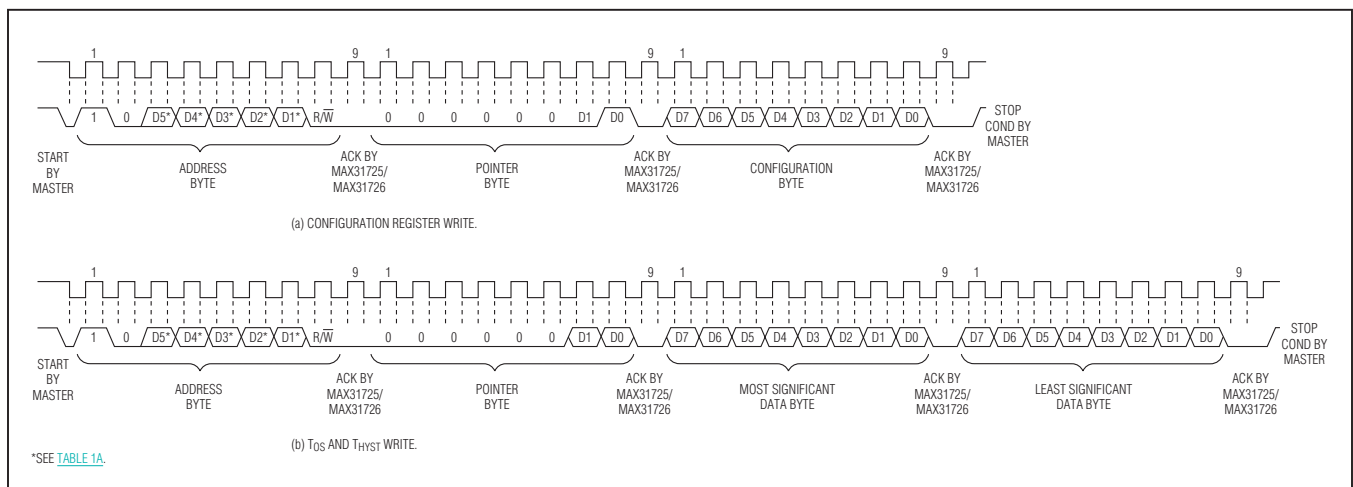 1 9 1 9 1 9
1 0 D5* D4* D3* D2* D1* R/W̅ 0 0 0 0 0 0 D1 D0 D7 D6 D5 D4 D3 D2 D1 D0 STOP
COND BY
MASTER
START
BY
MASTER
ADDRESS
BYTE
ACK BY
MAX31725/
MAX31726
POINTER
BYTE
ACK BY
MAX31725/
MAX31726
CONFIGURATION
BYTE
ACK BY
MAX31725/
MAX31726
(a) CONFIGURATION REGISTER WRITE.
1 9 1 9 1 9 1 9
1 0 D5* D4* D3* D2* D1* R/W̅ 0 0 0 0 0 0 D1 D0 D7 D6 D5 D4 D3 D2 D1 D0 D7 D6 D5 D4 D3 D2 D1 D0 STOP
COND BY
MASTER
START
BY
MASTER
ADDRESS
BYTE
ACK BY
MAX31725/
MAX31726
POINTER
BYTE
ACK BY
MAX31725/
MAX31726
MOST SIGNIFICANT
DATA BYTE
ACK BY
MAX31725/
MAX31726
LEAST SIGNIFICANT
DATA BYTE
ACK BY
MAX31725/
MAX31726
(b) TOS AND THYST WRITE.
*SEE TABLE 1A.